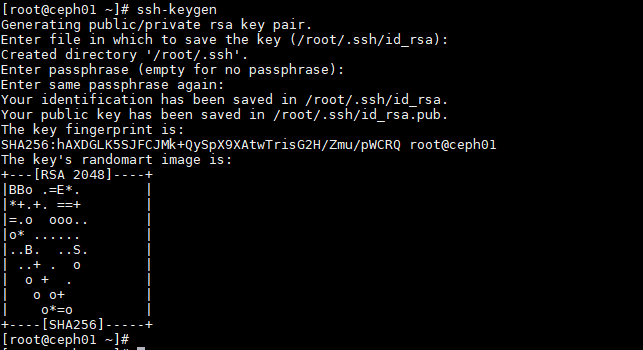 [root@ceph01 ~]# ssh-keygen
Generating public/private rsa key pair.
Enter file in which to save the key (/root/.ssh/id_rsa):
Created directory '/root/.ssh'.
Enter passphrase (empty for no passphrase):
Enter same passphrase again:
Your identification has been saved in /root/.ssh/id_rsa.
Your public key has been saved in /root/.ssh/id_rsa.pub.
The key fingerprint is:
SHA256:hAXDGLK5SJFCJMk+QySpX9XAtwTrisG2H/Zmu/pWCRQ root@ceph01
The key's randomart image is:
+---[RSA 2048]----+
|BBo .=E*.        |
|*+.+. ==+        |
|=.o  ooo..       |
|o* ......        |
|..B.  ..S.       |
| ..+ .  o        |
|  o +  .         |
|   o o+          |
|    o*=o         |
+----[SHA256]-----+
[root@ceph01 ~]#